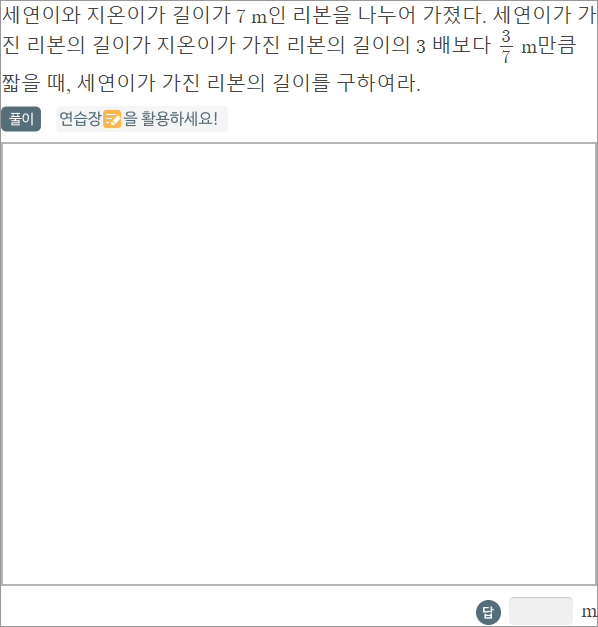 세연이와 지온이가 길이가 7 m인 리본을 나누어 가졌다. 세연이가 가
진 리본의 길이가 지온이가 가진 리본의 길이의 3 배보다 3/7 m만큼
짧을 때, 세연이가 가진 리본의 길이를 구하여라.
풀이 연습장을 활용하세요!
답 m